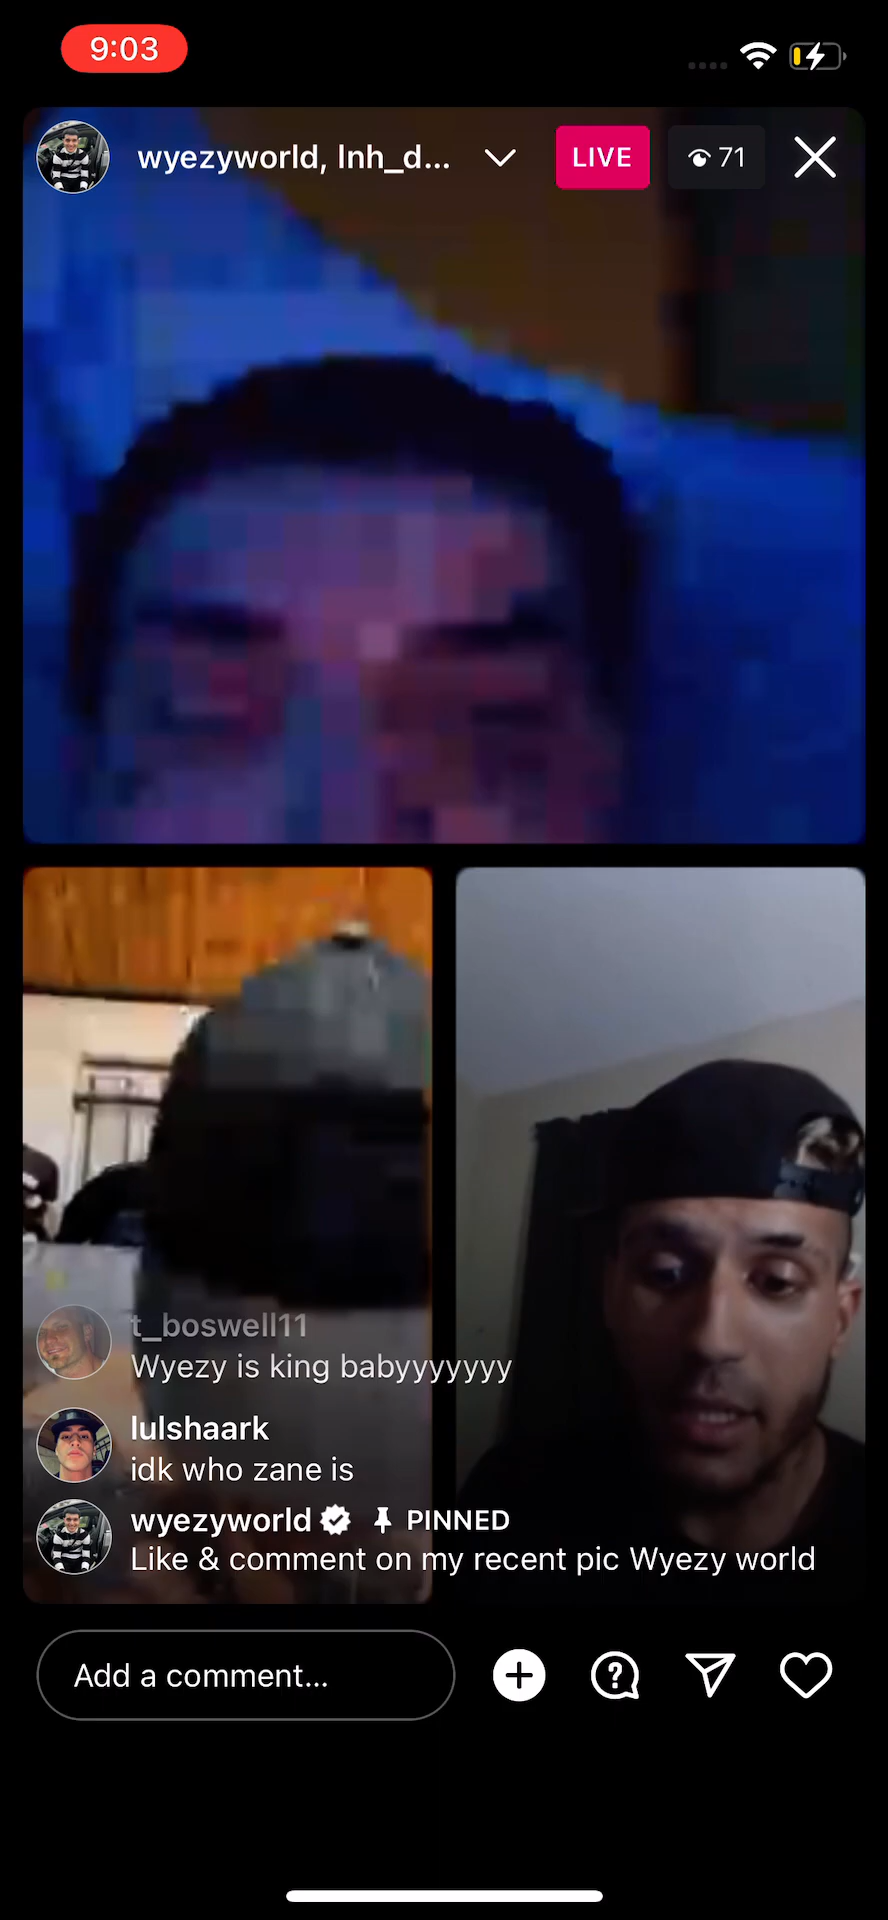 9:03
wyezyworld, lnh_d...
LIVE
71
t_boswell11
Wyezy is king babyyyyyyy
lulshaark
idk who zane is
wyezyworld
PINNED
Like & comment on my recent pic Wyezy world
Add a comment...